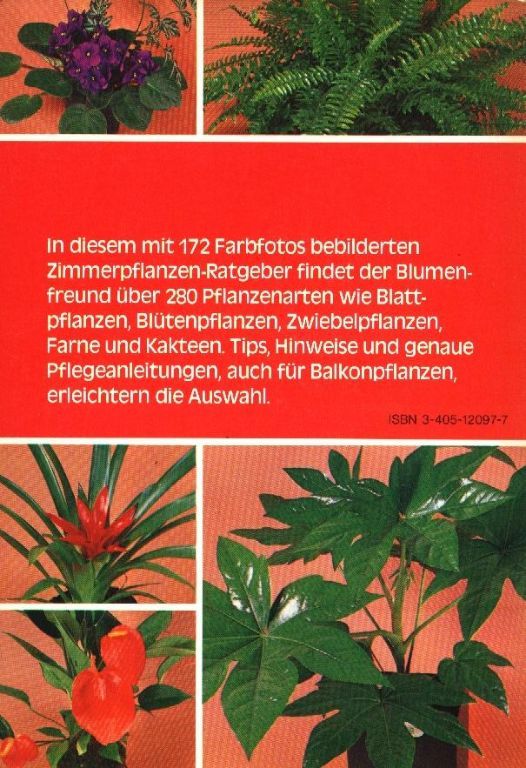 In diesem mit 172 Farbfotos bebilderten
Zimmerpflanzen-Ratgeber findet der Blumen-
freund über 280 Pflanzenarten wie Blatt-
pflanzen, Blütenpflanzen, Zwiebelpflanzen,
Farne und Kakteen. Tips, Hinweise und genaue
Pflegeanleitungen, auch für Balkonpflanzen,
erleichtern die Auswahl.
ISBN 3-405-12097-7